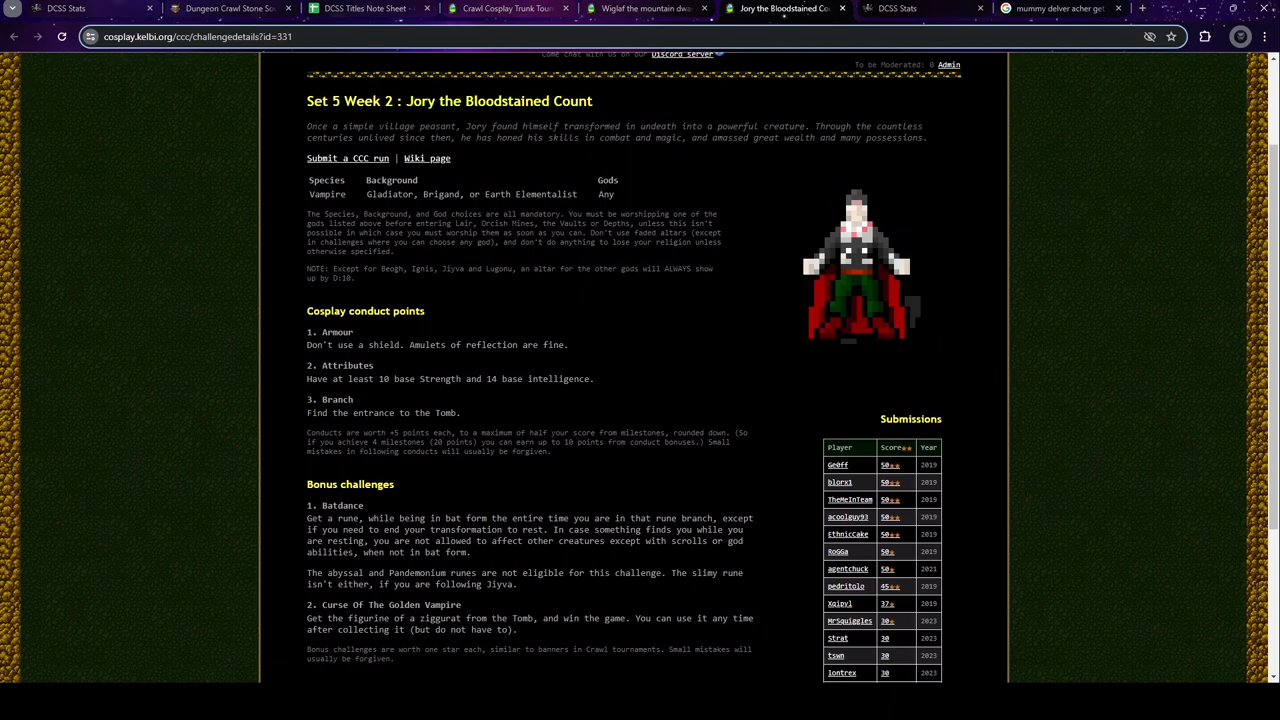 DCSS Stats
Dungeon Crawl Stone Sou
DCSS Titles Note Sheet -
Crawl Cosplay Trunk Tourn
Wiglaf the mountain dwa
Jory the Bloodstained Co
DCSS Stats
mummy delver acher get
cosplay.kelbi.org/ccc/challengedetails?id=331
Come chat with us on our Discord server
To be Moderated: 0 Admin
Set 5 Week 2 : Jory the Bloodstained Count
Once a simple village peasant, Jory found himself transformed in undeath into a powerful creature. Through the countless
centuries unlived since then, he has honed his skills in combat and magic, and amassed great wealth and many possessions.
Submit a CCC run | Wiki page
Species Background Gods
Vampire Gladiator, Brigand, or Earth Elementalist Any
The Species, Background, and God choices are all mandatory. You must be worshipping one of the
gods listed above before entering Lair, Orcish Mines, the Vaults or Depths, unless this isn't
possible in which case you must worship them as soon as you can. Don't use faded altars (except
in challenges where you can choose any god), and don't do anything to lose your religion unless
otherwise specified.
NOTE: Except for Beogh, Ignis, Jiyva and Lugonu, an altar for the other gods will ALWAYS show
up by D:10.
Cosplay conduct points
1. Armour
Don't use a shield. Amulets of reflection are fine.
2. Attributes
Have at least 10 base Strength and 14 base intelligence.
3. Branch
Find the entrance to the Tomb.
Conducts are worth +5 points each, to a maximum of half your score from milestones, rounded down. (So
if you achieve 4 milestones (20 points) you can earn up to 10 points from conduct bonuses.) Small
mistakes in following conducts will usually be forgiven.
Bonus challenges
1. Batdance
Get a rune, while being in bat form the entire time you are in that rune branch, except
if you need to end your transformation to rest. In case something finds you while you
are resting, you are not allowed to affect other creatures except with scrolls or god
abilities, when not in bat form.
The abyssal and Pandemonium runes are not eligible for this challenge. The slimy rune
isn't either, if you are following Jiyva.
2. Curse Of The Golden Vampire
Get the figurine of a ziggurat from the Tomb, and win the game. You can use it any time
after collecting it (but do not have to).
Bonus challenges are worth one star each, similar to banners in Crawl tournaments. Small mistakes will
usually be forgiven.
Submissions
Player Score★★ Year
Ge0ff 50★★ 2019
blorx1 50★★ 2019
TheMeInTeam 50★★ 2019
acoolguy93 50★★ 2019
EthnicCake 50★★ 2019
RoGGa 50★ 2019
agentchuck 50★ 2021
pedritolo 45★★ 2019
Xqipyl 37★ 2019
MrSquiggles 30★ 2023
Strat 30 2023
tswn 30 2023
lontrex 30 2023